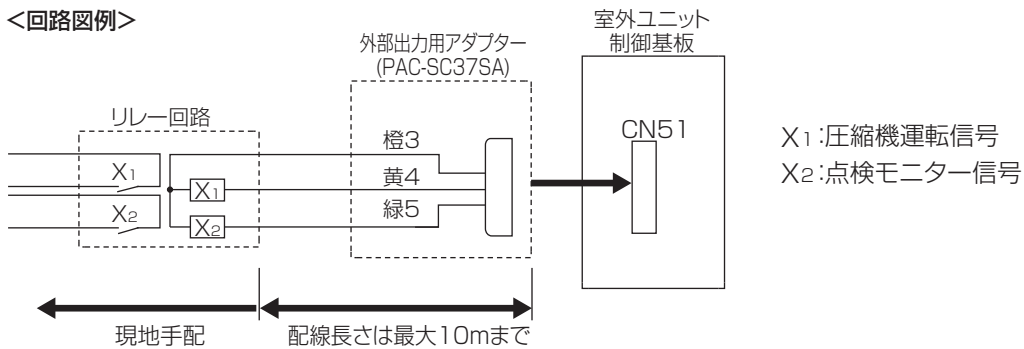 <回路図例>
室外ユニット
制御基板
外部出力用アダプター
(PAC-SC37SA)
リレー回路
橙3
CN51
X1:圧縮機運転信号
X1
X1
黄4
X2:点検モニター信号
X2
X2
緑5
現地手配
配線長さは最大10mまで